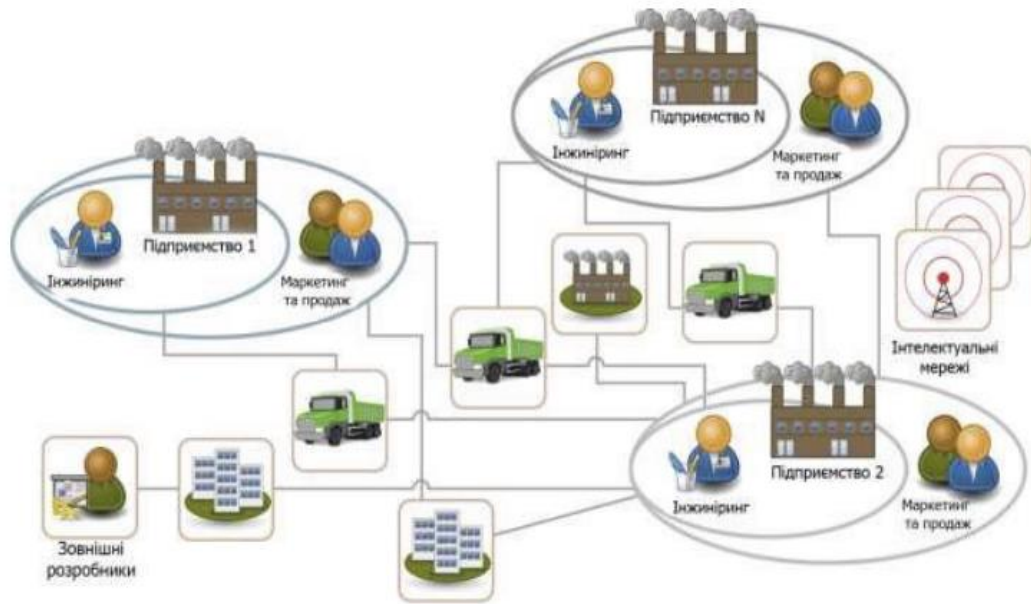 Підприємство N
Інжиніринг
Маркетинг
та продаж
Підприємство 1
Інжиніринг
Маркетинг
та продаж
Інтелектуальні
мережі
Підприємство 2
Інжиніринг
Маркетинг
та продаж
Зовнішні
розробники